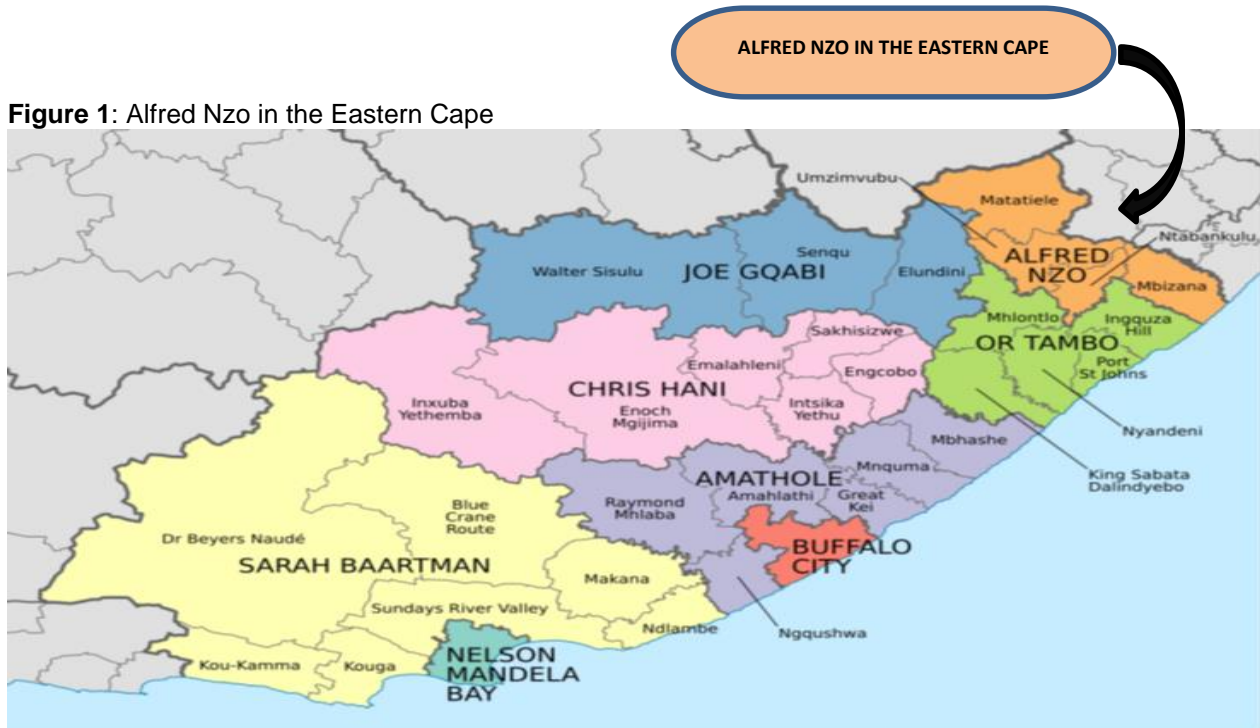 ALFRED NZO IN THE EASTERN CAPE
Figure 1: Alfred Nzo in the Eastern Cape
Umzimvubu
Matatiele
Ntabankulu
ALFRED
NZO
Mbizana
Walter Sisulu
JOE GQABI
Senqu
Elundini
Mhlontlo
Ingquza
Hill
OR TAMBO
Port
St Johns
Nyandeni
King Sabata
Dalindyebo
Sakhisizwe
Emalahleni
Engcobo
CHRIS HANI
Inxuba
Yethemba
Enoch
Mgijima
Intsika
Yethu
Mbhashe
Mnquma
AMATHOLE
Amahlathi
Great
Kei
Raymond
Mhlaba
BUFFALO
CITY
Ngqushwa
Blue
Crane
Route
Dr Beyers Naudé
SARAH BAARTMAN
Makana
Sundays River Valley
Ndlambe
Kou-Kamma
Kouga
NELSON
MANDELA
BAY